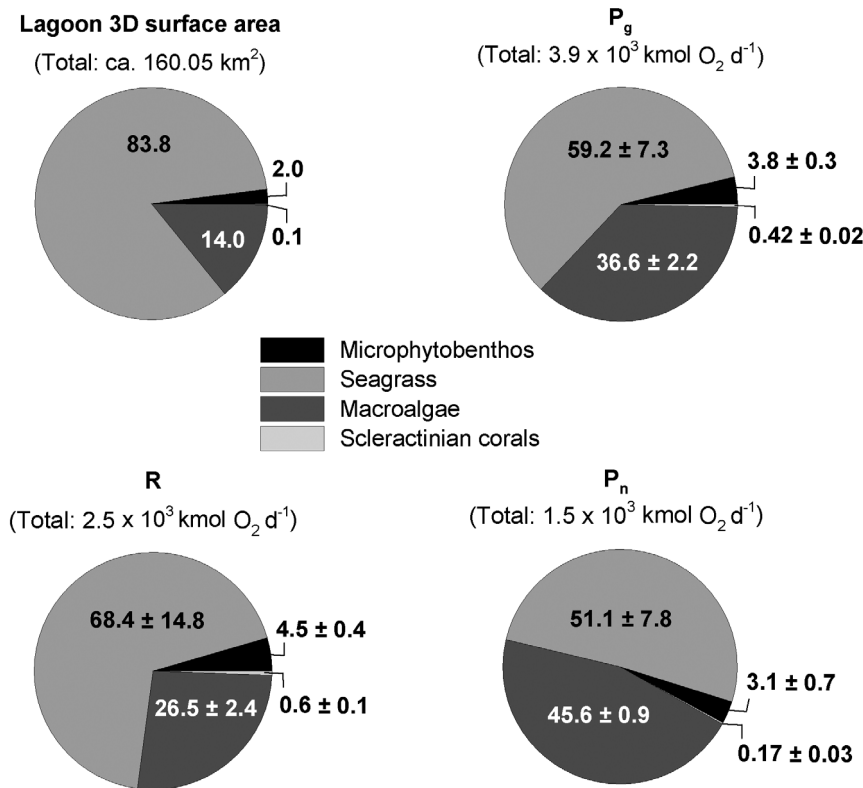 Lagoon 3D surface area
(Total: ca. 160.05 km²)
83.8
2.0
0.1
14.0
P_g
(Total: 3.9 x 10³ kmol O₂ d⁻¹)
59.2 ± 7.3
3.8 ± 0.3
0.42 ± 0.02
36.6 ± 2.2
Microphytobenthos
Seagrass
Macroalgae
Scleractinian corals
R
(Total: 2.5 x 10³ kmol O₂ d⁻¹)
68.4 ± 14.8
4.5 ± 0.4
26.5 ± 2.4
0.6 ± 0.1
Pₙ
(Total: 1.5 x 10³ kmol O₂ d⁻¹)
51.1 ± 7.8
3.1 ± 0.7
45.6 ± 0.9
0.17 ± 0.03